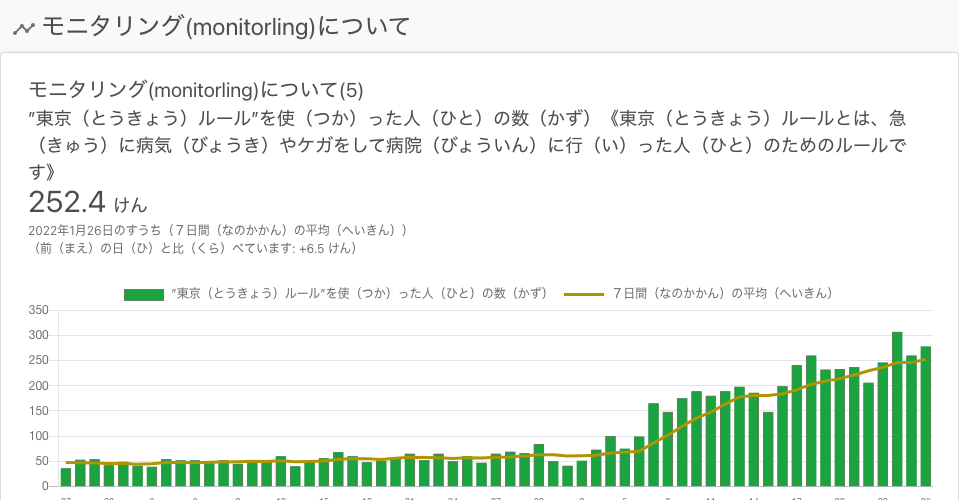 モニタリング(monitorling)について
モニタリング(monitorling)について(5)
”東京（とうきょう）ルール”を使（つか）った人（ひと）の数（かず）《東京（とうきょう）ルールとは、急
（きゅう）に病気（びょうき）やケガをして病院（びょういん）に行（い）った人（ひと）のためのルールで
す》
252.4 けん
2022年1月26日のすうち（７日間（なのかかん）の平均（へいきん））
（前（まえ）の日（ひ）と比（くら）べています: +6.5 けん）
”東京（とうきょう）ルール”を使（つか）った人（ひと）の数（かず） ７日間（なのかかん）の平均（へいきん）
350
300
250
200
150
100
50
0